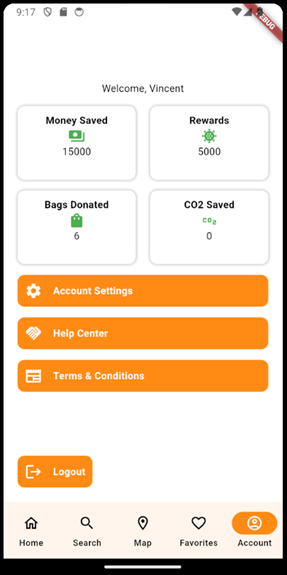 9:17
DEBUG
Welcome, Vincent
Money Saved
15000
Rewards
5000
Bags Donated
6
CO2 Saved
CO₂
0
Account Settings
Help Center
Terms & Conditions
Logout
Home
Search
Map
Favorites
Account